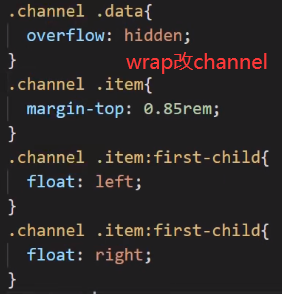 .channel .data{
overflow: hidden;
}
wrap改channel
.channel .item{
margin-top: 0.85rem;
}
.channel .item:first-child{
float: left;
}
.channel .item:first-child{
float: right;
}